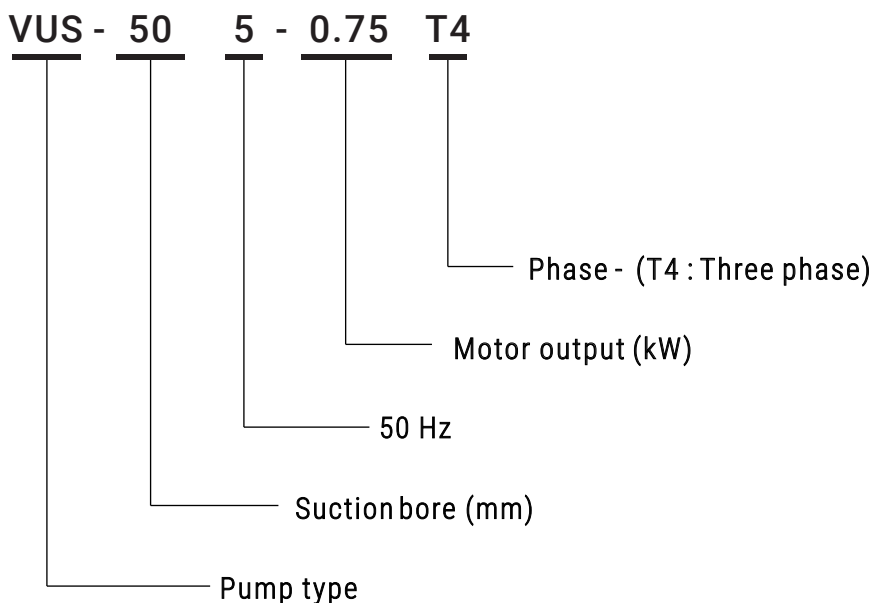 VUS - 50 5 - 0.75 T4
Phase - (T4 : Three phase)
Motor output (kW)
50 Hz
Suction bore (mm)
Pump type